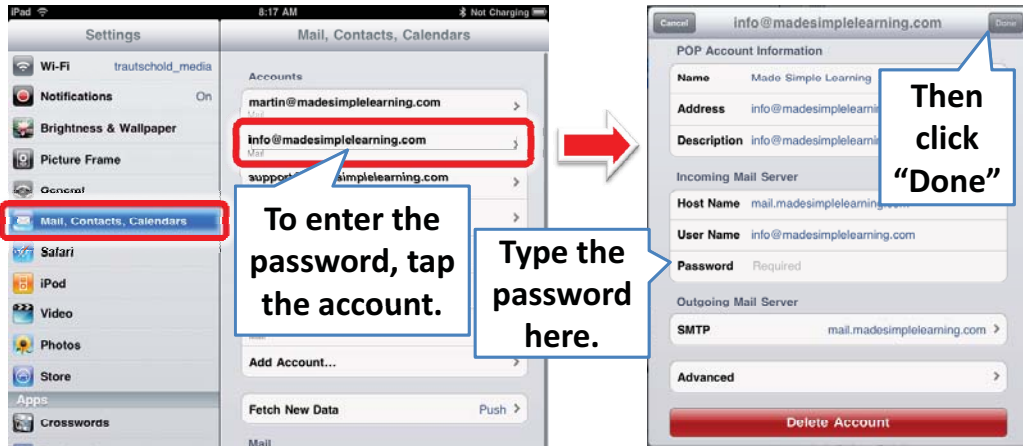 iPad 8:17 AM Not Charging
Settings
Wi-Fi trautschold_media
Notifications On
Brightness & Wallpaper
Picture Frame
General
Mail, Contacts, Calendars
Safari
iPod
Video
Photos
Store
Apps
Crosswords
Mail, Contacts, Calendars
Accounts
martin@madesimplelearning.com
Mail
info@madesimplelearning.com
Mail
To enter the
password, tap
the account.
Mail
Add Account...
Fetch New Data Push
Mail
Cancel info@madesimplelearning.com Done
POP Account Information
Name Made Simple Learning
Address
Description
Then
click
“Done”
Incoming Mail Server
Host Name
User Name info@madesimplelearning.com
Password Required
Type the
password
here.
Outgoing Mail Server
SMTP mail.madesimplelearning.com
Advanced
Delete Account